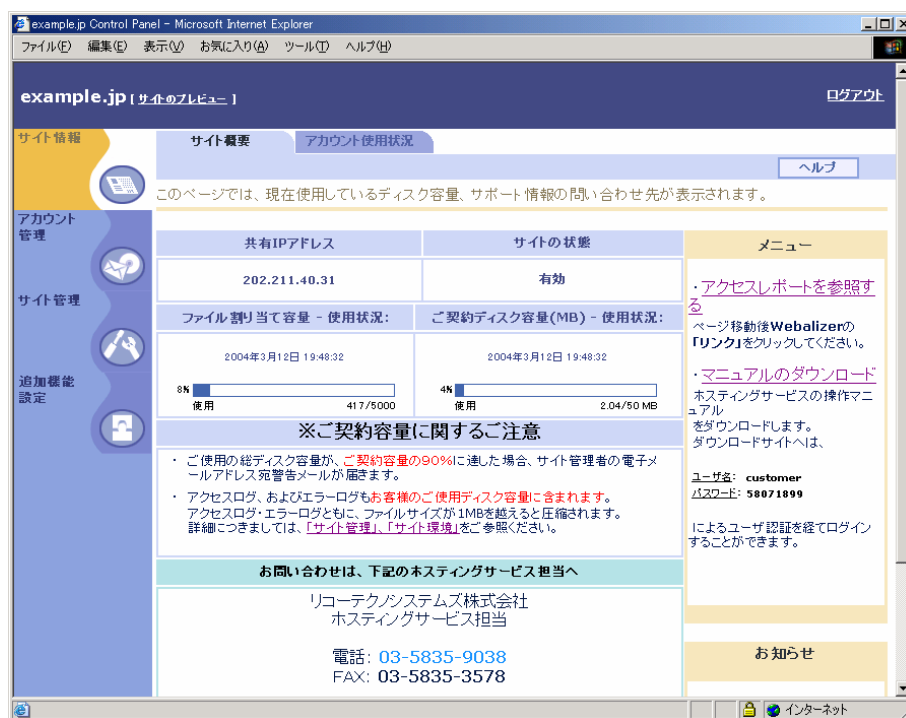 example.jp Control Panel - Microsoft Internet Explorer
ファイル(F) 編集(E) 表示(V) お気に入り(A) ツール(T) ヘルプ(H)
example.jp [ サイトのプレビュー ]
ログアウト
サイト情報
アカウント
管理
サイト管理
追加機能
設定
サイト概要
アカウント使用状況
ヘルプ
このページでは、現在使用しているディスク容量、サポート情報の問い合わせ先が表示されます。
共有IPアドレス
サイトの状態
202.211.40.31
有効
ファイル割り当て容量 - 使用状況:
ご契約ディスク容量(MB) - 使用状況:
2004年3月12日 19:48:32
2004年3月12日 19:48:32
8%
4%
使用 417/5000
使用 2.04/50 MB
※ご契約容量に関するご注意
・ ご使用の総ディスク容量が、ご契約容量の90%に達した場合、サイト管理者の電子メ
ールアドレス宛警告メールが届きます。
・ アクセスログ、およびエラーログもお客様のご使用ディスク容量に含まれます。
アクセスログ・エラーログともに、ファイルサイズが1MBを越えると圧縮されます。
詳細につきましては、「サイト管理」、「サイト環境」をご参照ください。
お問い合わせは、下記のホスティングサービス担当へ
リコーテクノシステムズ株式会社
ホスティングサービス担当
電話: 03-5835-9038
FAX: 03-5835-3578
メニュー
・アクセスレポートを参照す
る
ページ移動後Webalizerの
「リンク」をクリックしてください。
・マニュアルのダウンロード
ホスティングサービスの操作マニ
ュアル
をダウンロードします。
ダウンロードサイトへは、
ユーザ名: customer
パスワード: 58071899
によるユーザ認証を経てログイン
することができます。
お知らせ
インターネット